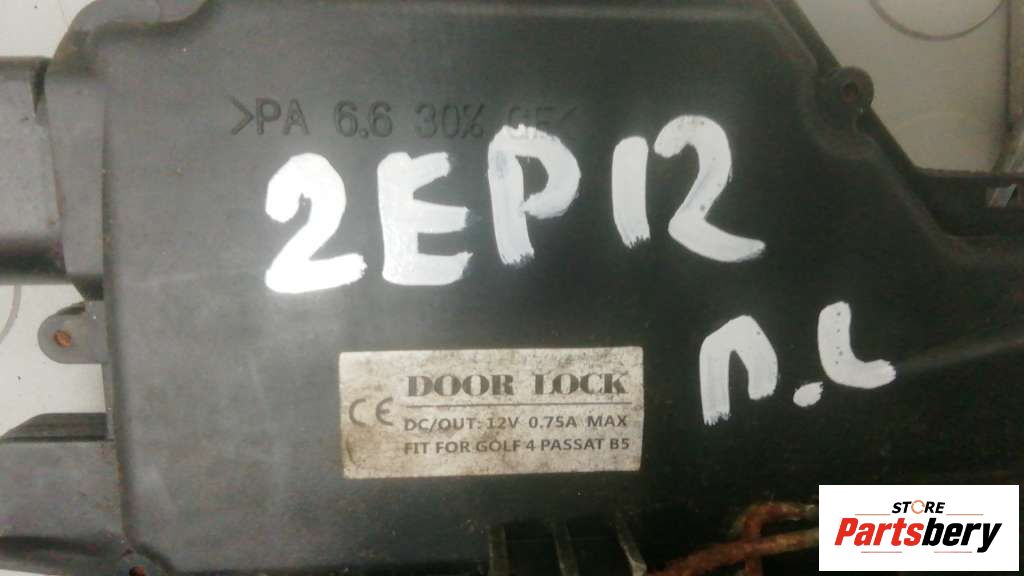 >PA 6.6 30% GF<
2EP12
п.L
DOOR LOCK
CE DC/OUT: 12V 0.75A MAX
FIT FOR GOLF 4 PASSAT B5
STORE
Partsbery